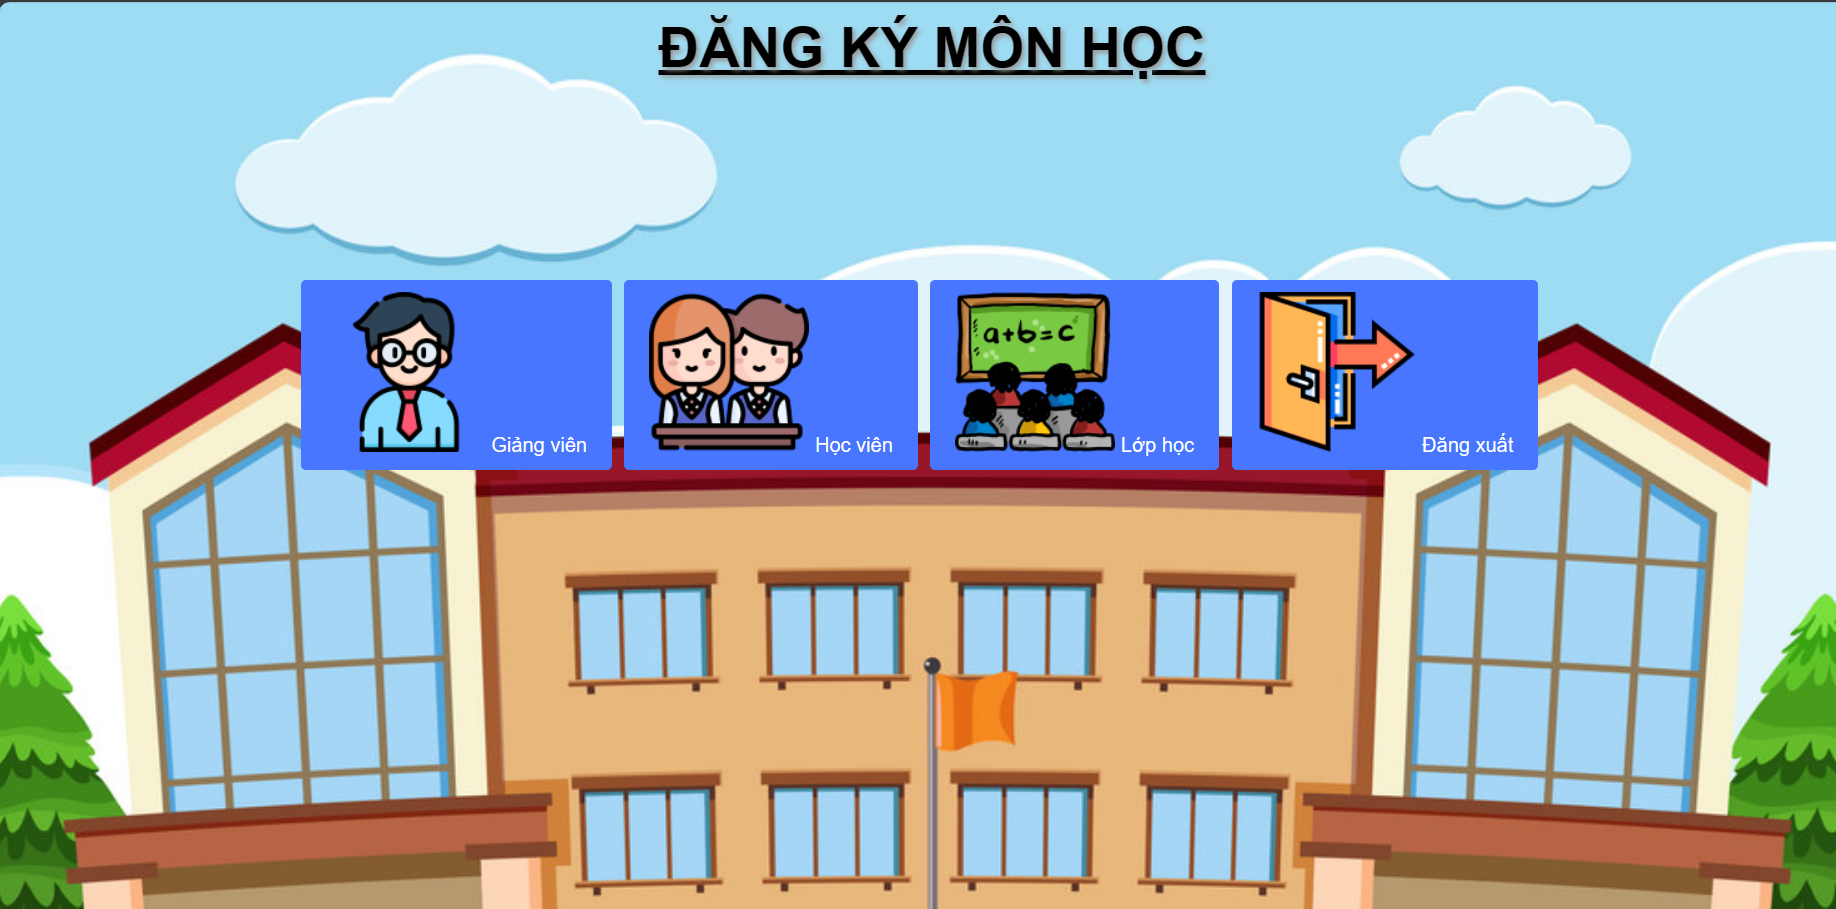 ĐĂNG KÝ MÔN HỌC
a+b=c
Giảng viên
Học viên
Lớp học
Đăng xuất